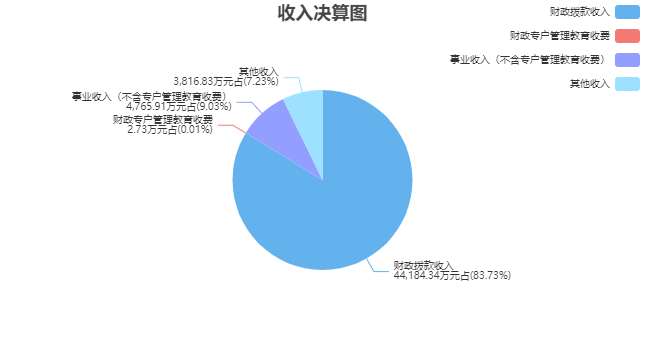 收入决算图
财政拨款收入
财政专户管理教育收费
事业收入（不含专户管理教育收费）
其他收入
其他收入
3,816.83万元占(7.23%)
事业收入（不含专户管理教育收费）
4,765.91万元占(9.03%)
财政专户管理教育收费
2.73万元占(0.01%)
财政拨款收入
44,184.34万元占(83.73%)